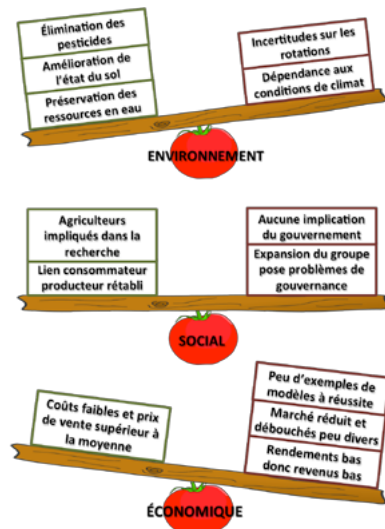 Élimination des
pesticides
Amélioration de
l'état du sol
Préservation des
ressources en eau
Incertitudes sur les
rotations
Dépendance aux
conditions de climat
ENVIRONNEMENT
Agriculteurs
impliqués dans la
recherche
Lien consommateur
producteur rétabli
Aucune implication
du gouvernement
Expansion du groupe
pose problèmes de
gouvernance
SOCIAL
Coûts faibles et prix
de vente supérieur à
la moyenne
Peu d'exemples de
modèles à réussite
Marché réduit et
débouchés peu divers
Rendements bas
donc revenus bas
ÉCONOMIQUE